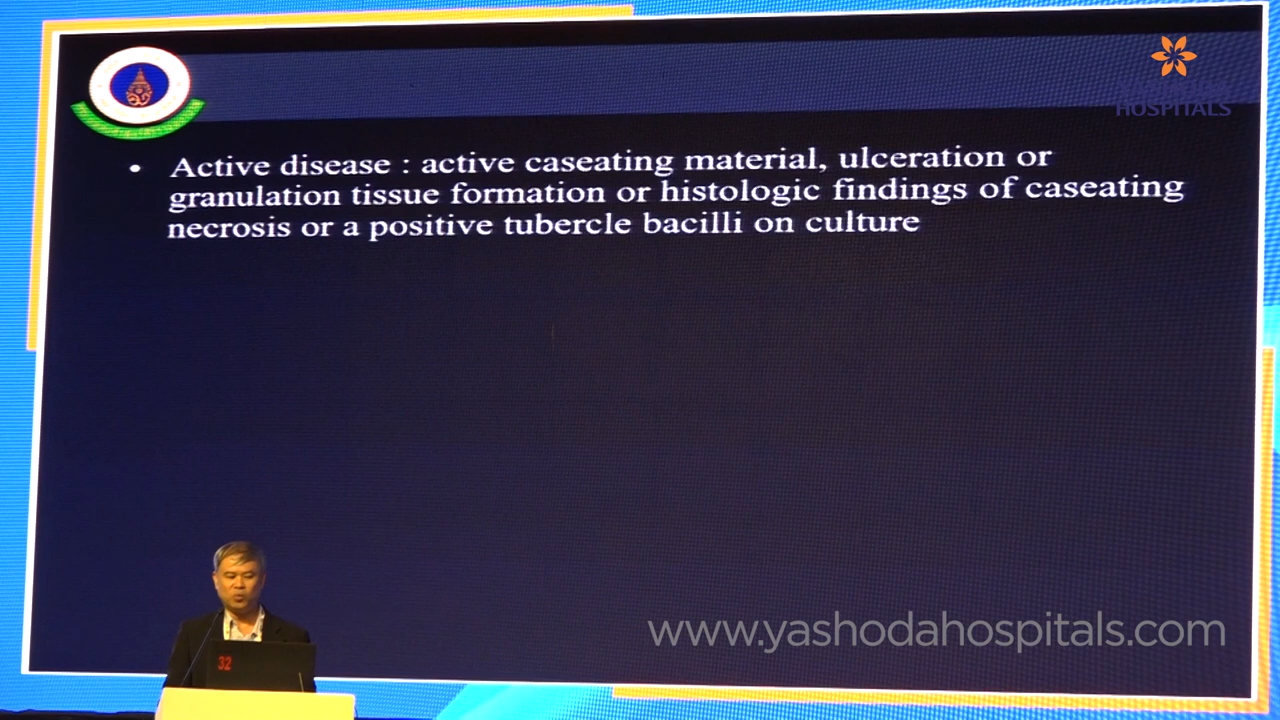 HOSPITALS
• Active disease : active caseating material, ulceration or
granulation tissue formation or histologic findings of caseating
necrosis or a positive tubercle bacilli on culture
32
www.yashodahospitals.com